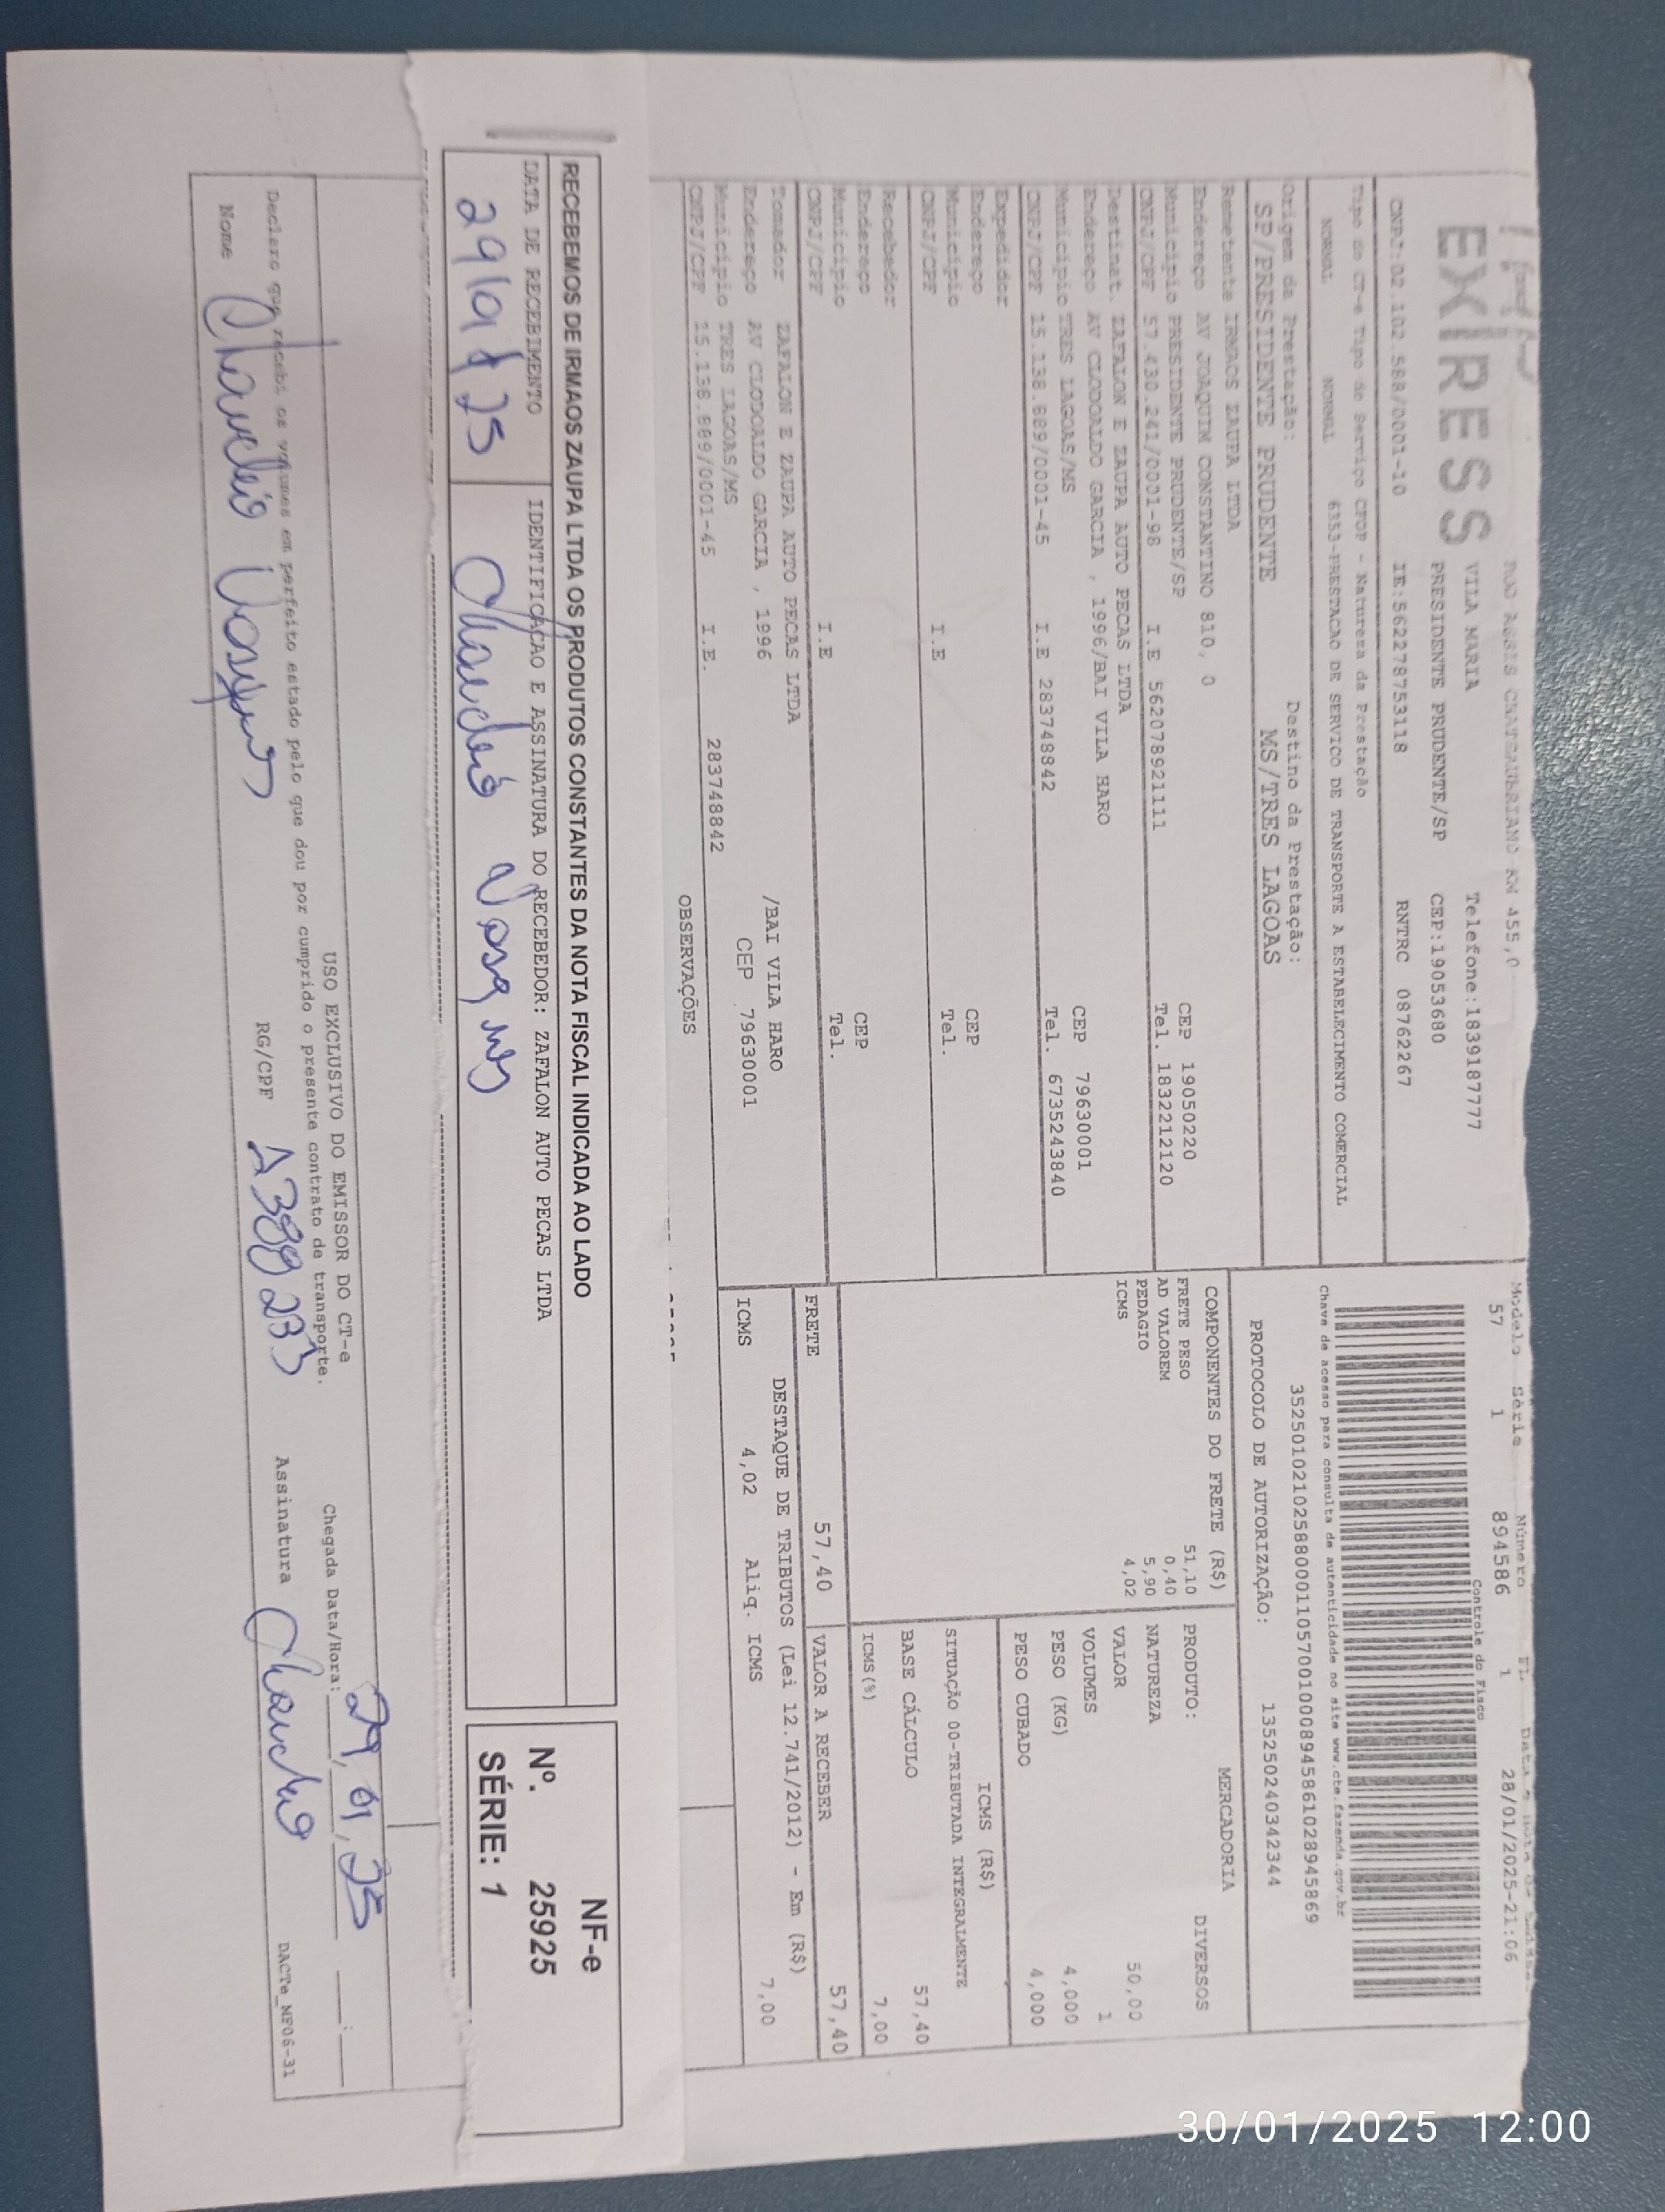 EXPRESS
ROD ASSIS CHATEAUBRIAND KM 455,0
VILA MARIA Telefone:1839187777
PRESIDENTE PRUDENTE/SP CEP:19053680
CNPJ:02.102.588/0001-10 IE:562278753118 RNTRC 08762267
Modelo Série Número FL.
57 1 894586 1 28/01/2025-21:06
Controle do Fisco
Chave de acesso para consulta de autenticidade no site www.cte.fazenda.gov.br
35250102102588000110570010008945861028945869
PROTOCOLO DE AUTORIZAÇÃO: 135250240342344
Tipo do CT-e Tipo de Serviço CFOP - Natureza da Prestação
NORMAL NORMAL 6353-PRESTACAO DE SERVICO DE TRANSPORTE A ESTABELECIMENTO COMERCIAL
Origem da Prestação: Destino da Prestação:
SP/PRESIDENTE PRUDENTE MS/TRES LAGOAS
Remetente IRMAOS ZAUPA LTDA
Endereço AV JOAQUIM CONSTANTINO 810, 0 CEP 19050220
Município PRESIDENTE PRUDENTE/SP Tel. 1832212120
CNPJ/CPF 57.430.241/0001-98 I.E 562078921111
Destinat. ZAFALON E ZAUPA AUTO PECAS LTDA
Endereço AV CLODOALDO GARCIA , 1996/BAI VILA HARO CEP 79630001
Município TRES LAGOAS/MS Tel. 6735243840
CNPJ/CPF 15.138.689/0001-45 I.E 283748842
Expedidor
Endereço CEP
Município Tel.
CNPJ/CPF I.E
Recebedor
Endereço CEP
Município Tel.
CNPJ/CPF I.E
Tomador ZAFALON E ZAUPA AUTO PECAS LTDA
Endereço AV CLODOALDO GARCIA , 1996 /BAI VILA HARO
Município TRES LAGOAS/MS CEP 79630001
CNPJ/CPF 15.138.689/0001-45 I.E. 283748842
COMPONENTES DO FRETE (R$)
FRETE PESO 51,10
AD VALOREM 0,40
PEDAGIO 5,90
ICMS 4,02
MERCADORIA
PRODUTO: DIVERSOS
NATUREZA
VALOR 50,00
VOLUMES 1
PESO (KG) 4,000
PESO CUBADO 4,000
ICMS (R$)
SITUAÇÃO 00-TRIBUTADA INTEGRALMENTE
BASE CÁLCULO 57,40
ICMS(%) 7,00
FRETE 57,40 VALOR A RECEBER 57,40
DESTAQUE DE TRIBUTOS (Lei 12.741/2012) - Em (R$)
ICMS 4,02 Aliq. ICMS 7,00
OBSERVAÇÕES
RECEBEMOS DE IRMAOS ZAUPA LTDA OS PRODUTOS CONSTANTES DA NOTA FISCAL INDICADA AO LADO
DATA DE RECEBIMENTO IDENTIFICAÇAO E ASSINATURA DO RECEBEDOR: ZAFALON AUTO PECAS LTDA
NF-e
Nº. 25925
SÉRIE: 1
USO EXCLUSIVO DO EMISSOR DO CT-e
Declaro que recebi os volumes em perfeito estado pelo que dou por cumprido o presente contrato de transporte.
Chegada Data/Hora: 29,01,25
Nome RG/CPF 1399233 Assinatura
DACTe_MF06-31
30/01/2025 12:00